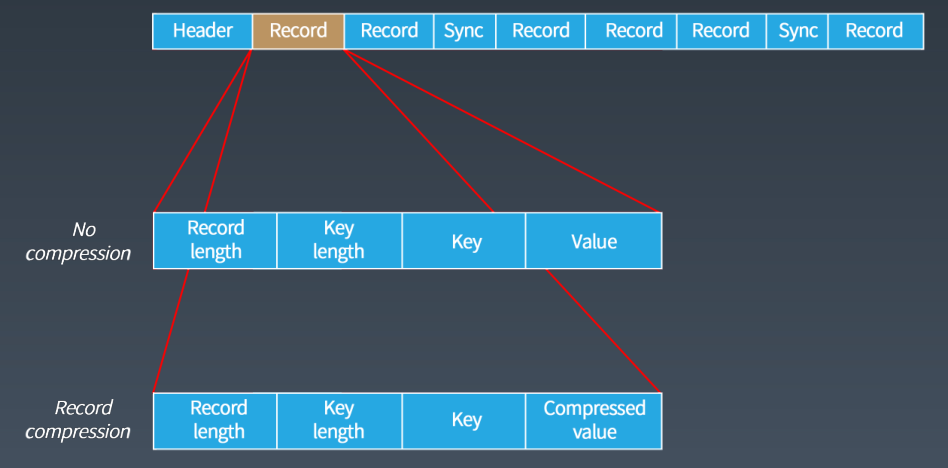 Header Record Record Sync Record Record Record Sync Record
No
compression
Record
length
Key
length
Key
Value
Record
compression
Record
length
Key
length
Key
Compressed
value